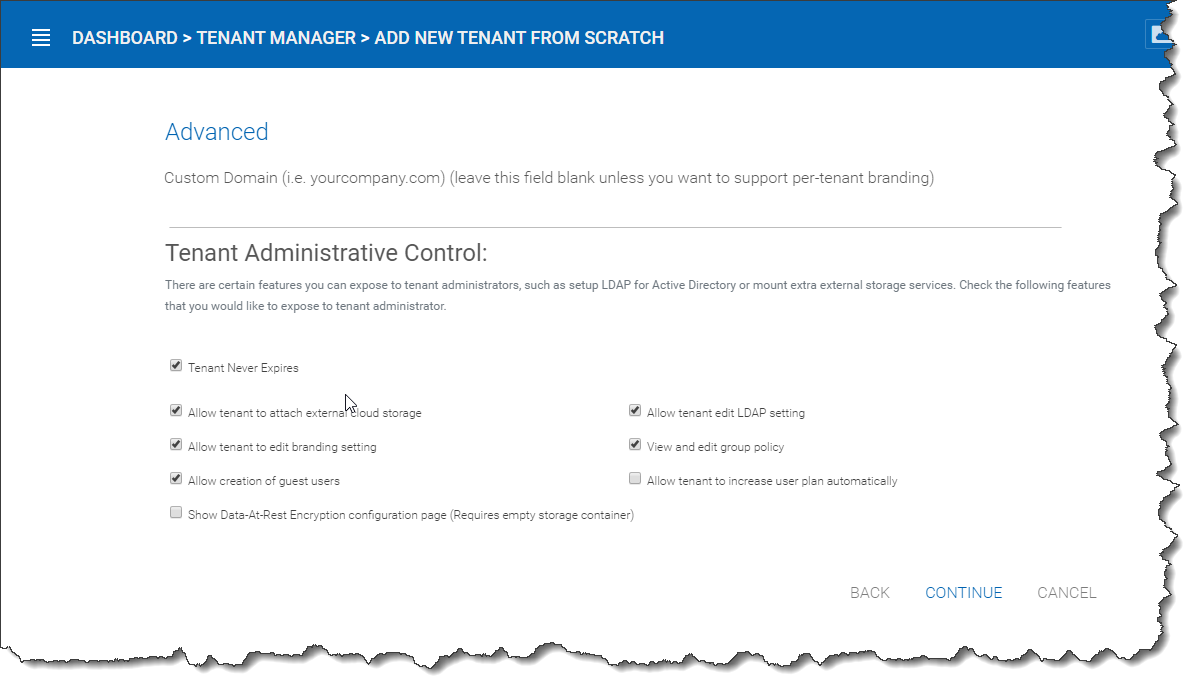 DASHBOARD > TENANT MANAGER > ADD NEW TENANT FROM SCRATCH
Advanced
Custom Domain (i.e. yourcompany.com) (leave this field blank unless you want to support per-tenant branding)
Tenant Administrative Control:
There are certain features you can expose to tenant administrators, such as setup LDAP for Active Directory or mount extra external storage services. Check the following features
that you would like to expose to tenant administrator.
Tenant Never Expires
Allow tenant to attach external cloud storage
Allow tenant edit LDAP setting
Allow tenant to edit branding setting
View and edit group policy
Allow creation of guest users
Allow tenant to increase user plan automatically
Show Data-At-Rest Encryption configuration page (Requires empty storage container)
BACK CONTINUE CANCEL